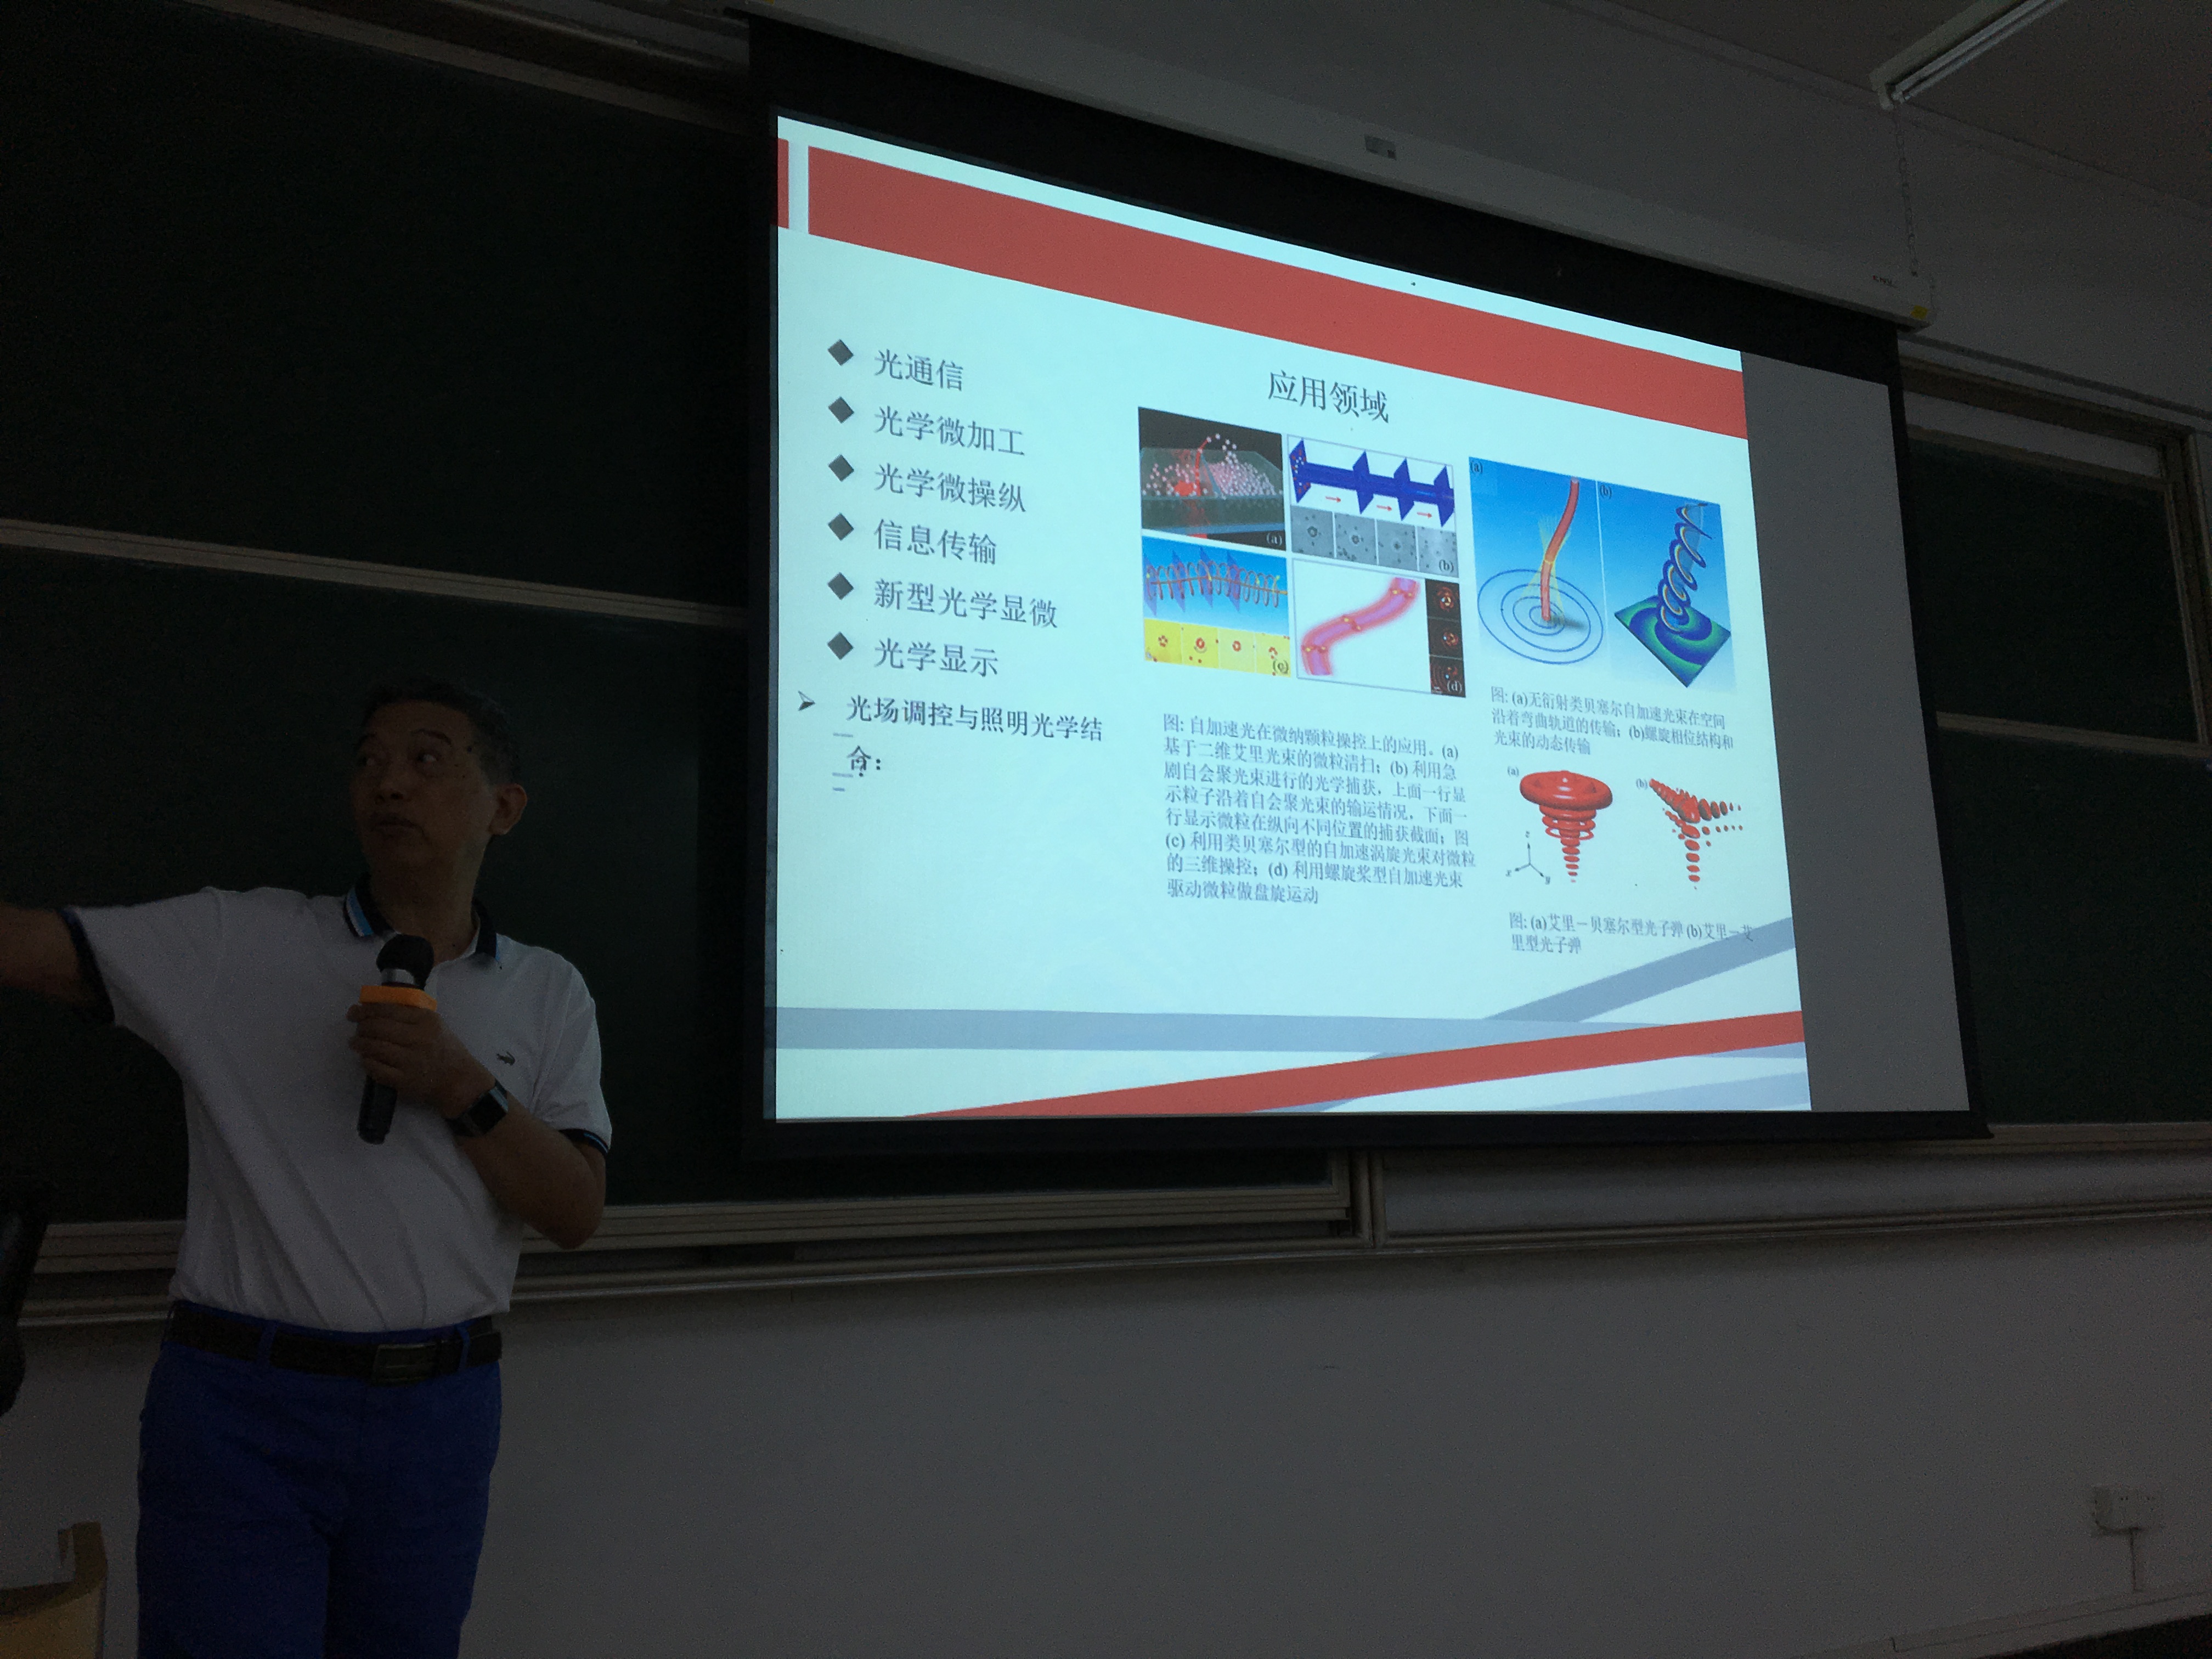 光通信
光学微加工
光学微操纵
信息传输
新型光学显微
光学显示
光场调控与照明光学结
合：
?
应用领域
(a)
(b)
(c)
(d)
图: 自加速光在微纳颗粒操控上的应用。(a)
基于二维艾里光束的微粒清扫；(b) 利用急
剧自会聚光束进行的光学捕获，上面一行显
示粒子沿着自会聚光束的输运情况，下面一
行显示微粒在纵向不同位置的捕获截面；图
(c) 利用类贝塞尔型的自加速涡旋光束对微粒
的三维操控；(d) 利用螺旋桨型自加速光束
驱动微粒做盘旋运动
(a)
(b)
图: (a)无衍射类贝塞尔自加速光束在空间
沿着弯曲轨道的传输；(b)螺旋相位结构和
光束的动态传输
(a)
(b)
z
x
y
图: (a)艾里－贝塞尔型光子弹 (b)艾里－艾
里型光子弹